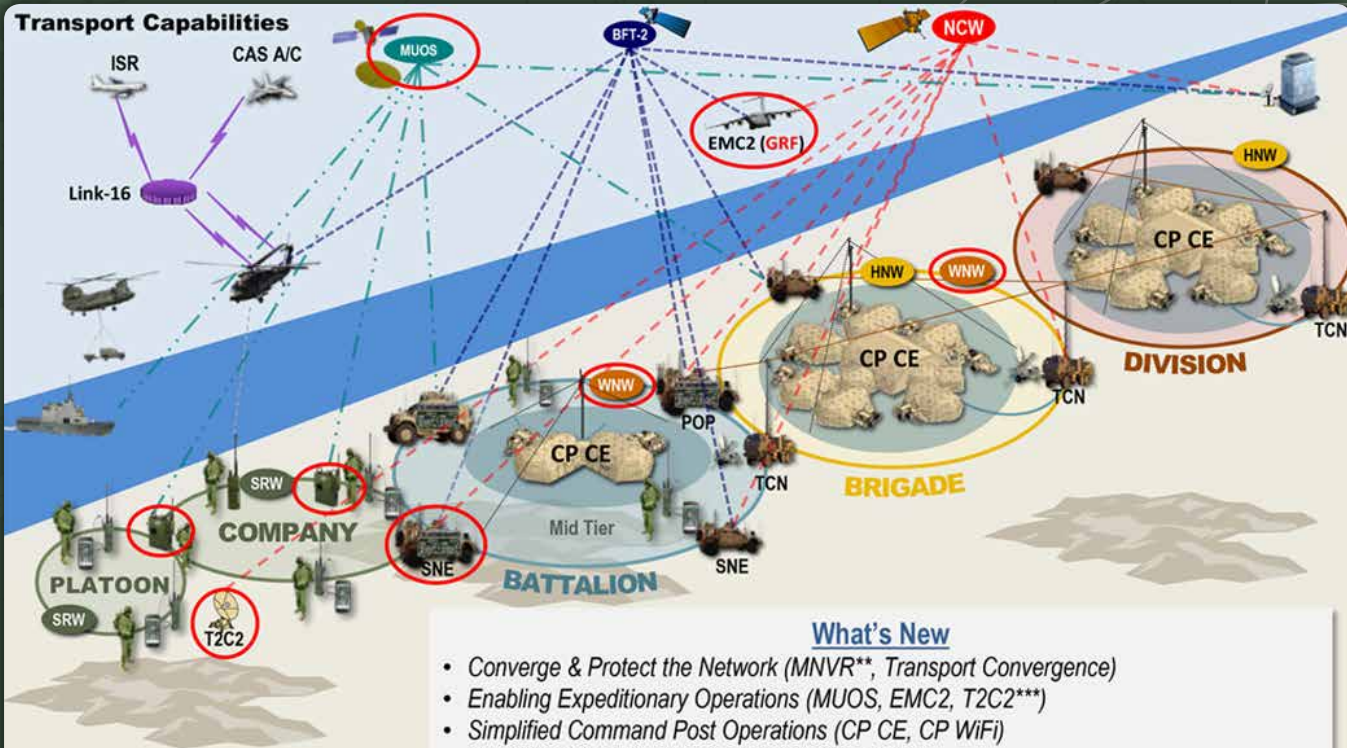 Transport Capabilities
ISR
CAS A/C
MUOS
BFT-2
NCW
EMC2 (GRF)
Link-16
HNW
CP CE
TCN
DIVISION
HNW
WNW
CP CE
TCN
BRIGADE
WNW
POP
CP CE
TCN
Mid Tier
SNE
SNE
BATTALION
SRW
COMPANY
PLATOON
SRW
T2C2
What's New
• Converge & Protect the Network (MNVR**, Transport Convergence)
• Enabling Expeditionary Operations (MUOS, EMC2, T2C2***)
• Simplified Command Post Operations (CP CE, CP WiFi)